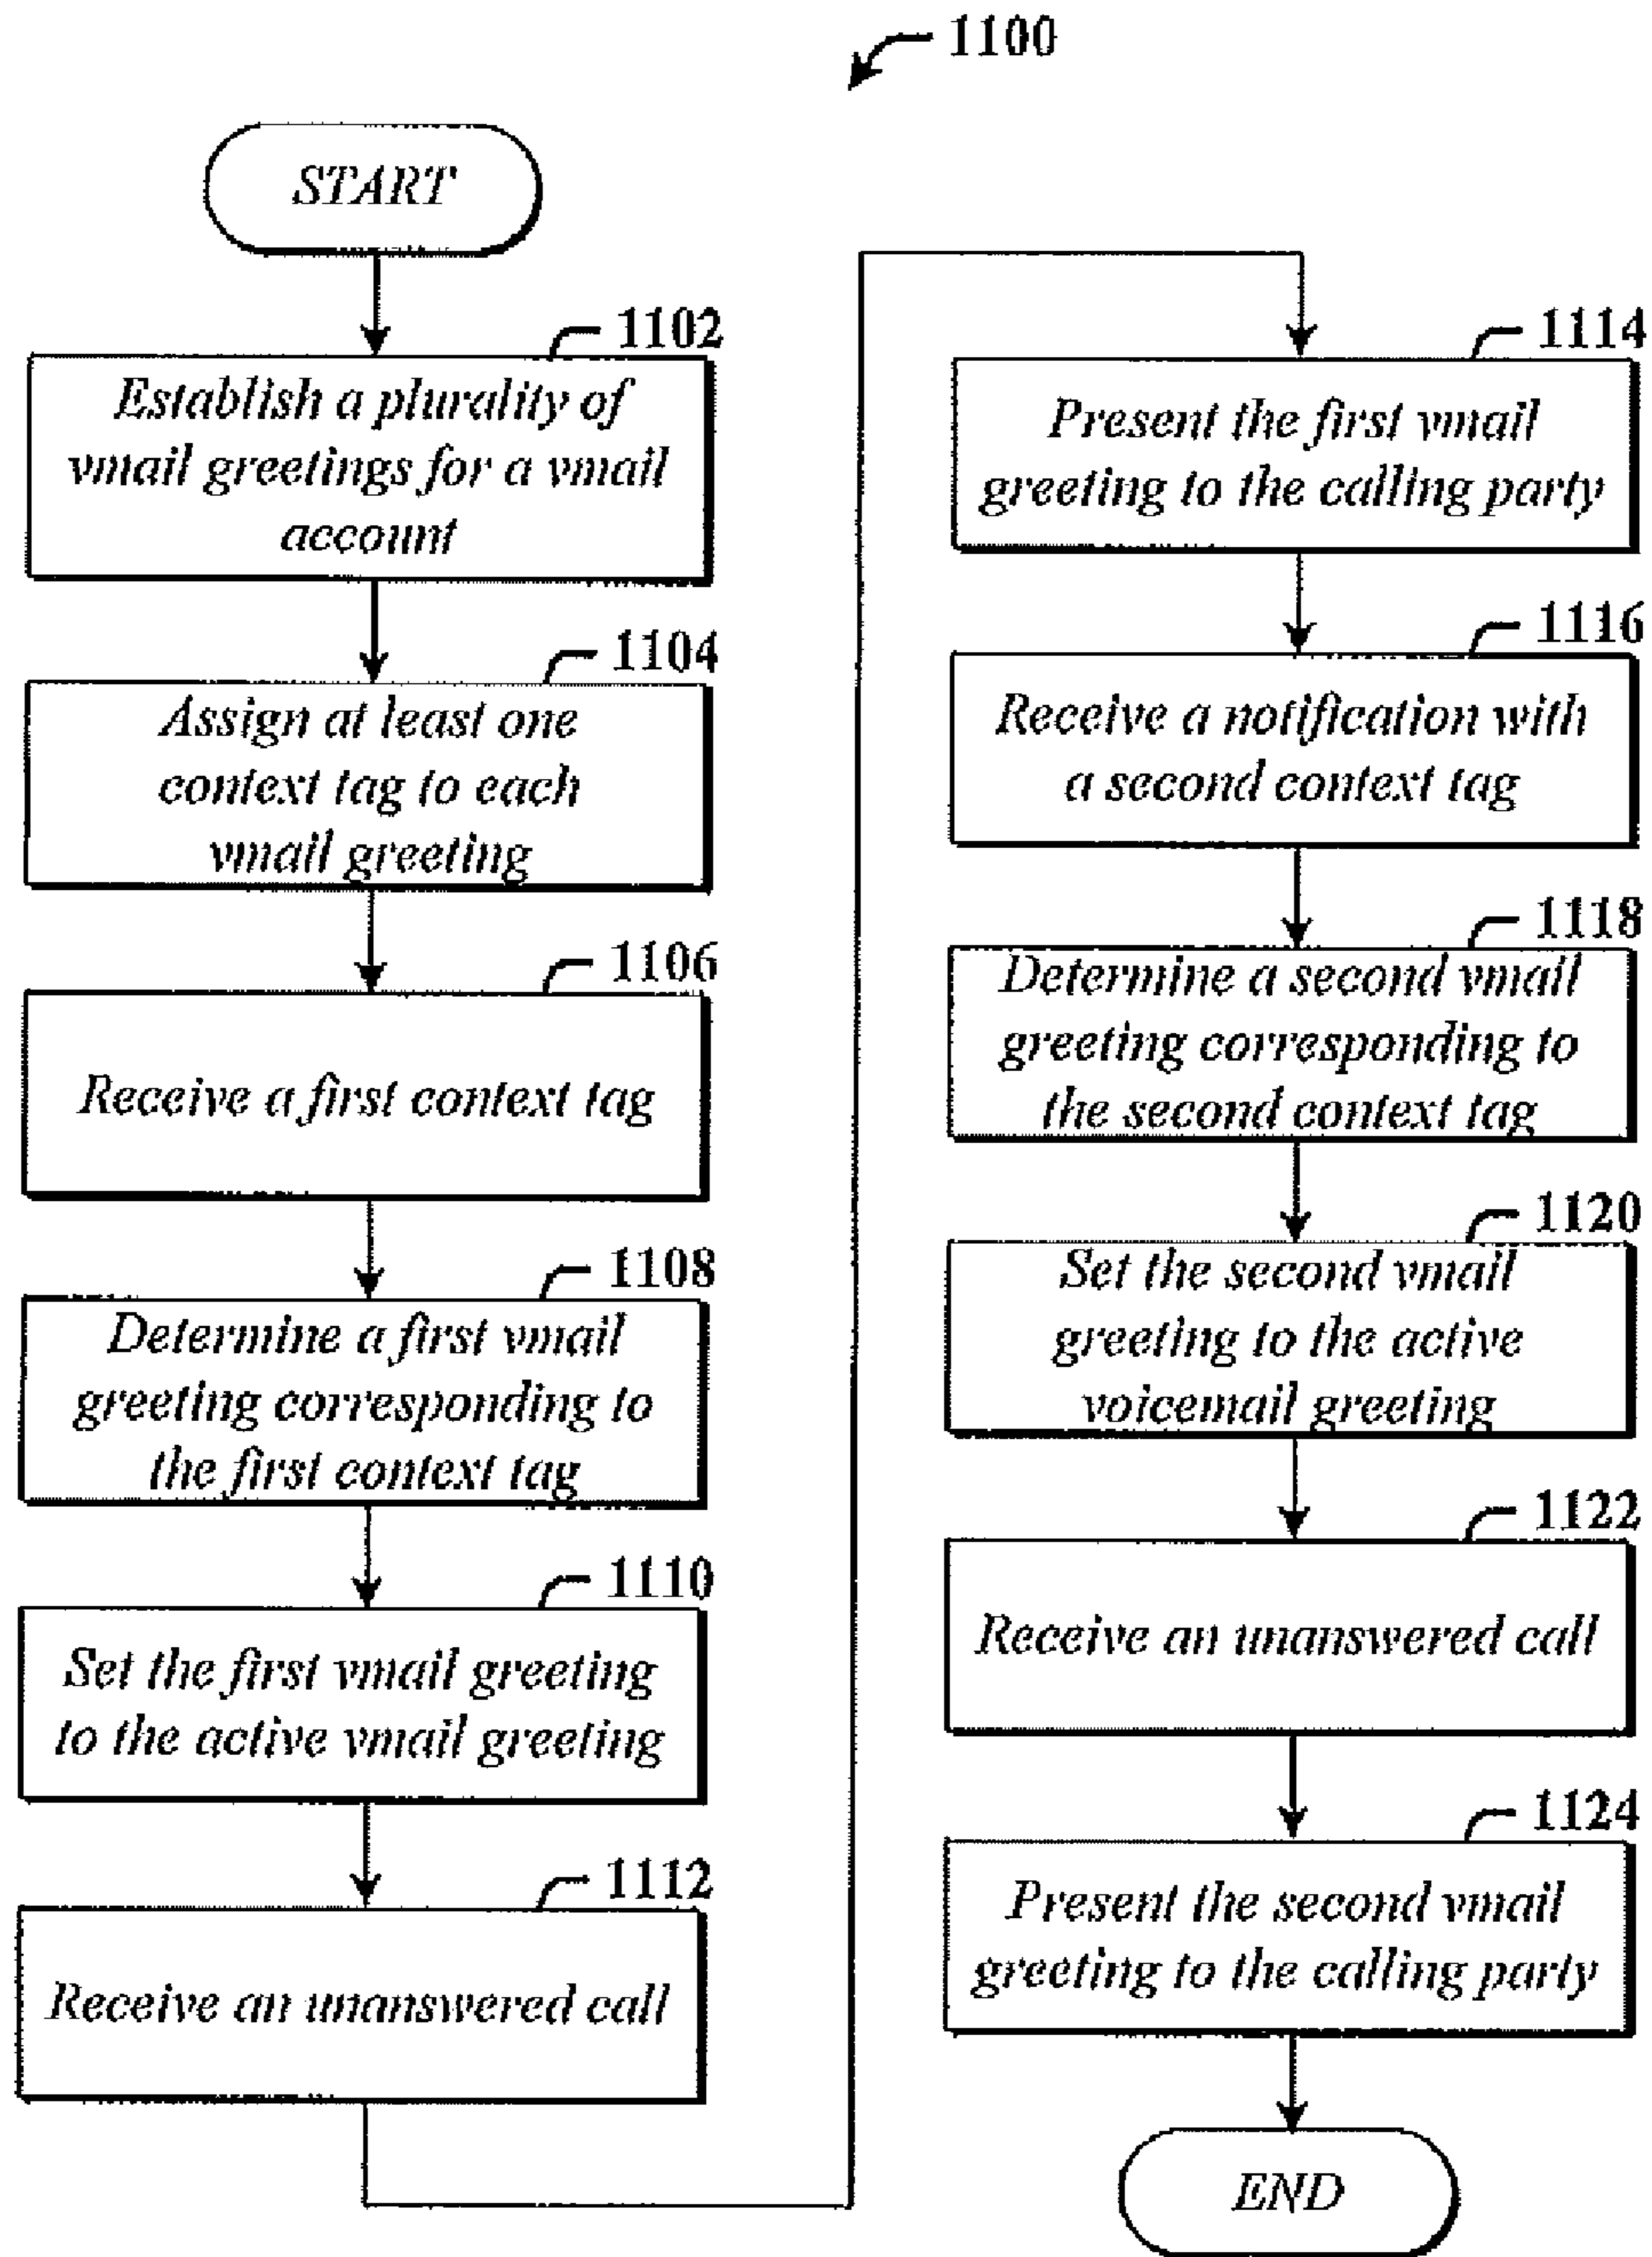 1100
START
1102
Establish a plurality of
vmail greetings for a vmail
account
1104
Assign at least one
context tag to each
vmail greeting
1106
Receive a first context tag
1108
Determine a first vmail
greeting corresponding to
the first context tag
1110
Set the first vmail greeting
to the active vmail greeting
1112
Receive an unanswered call
1114
Present the first vmail
greeting to the calling party
1116
Receive a notification with
a second context tag
1118
Determine a second vmail
greeting corresponding to
the second context tag
1120
Set the second vmail
greeting to the active
voicemail greeting
1122
Receive an unanswered call
1124
Present the second vmail
greeting to the calling party
END